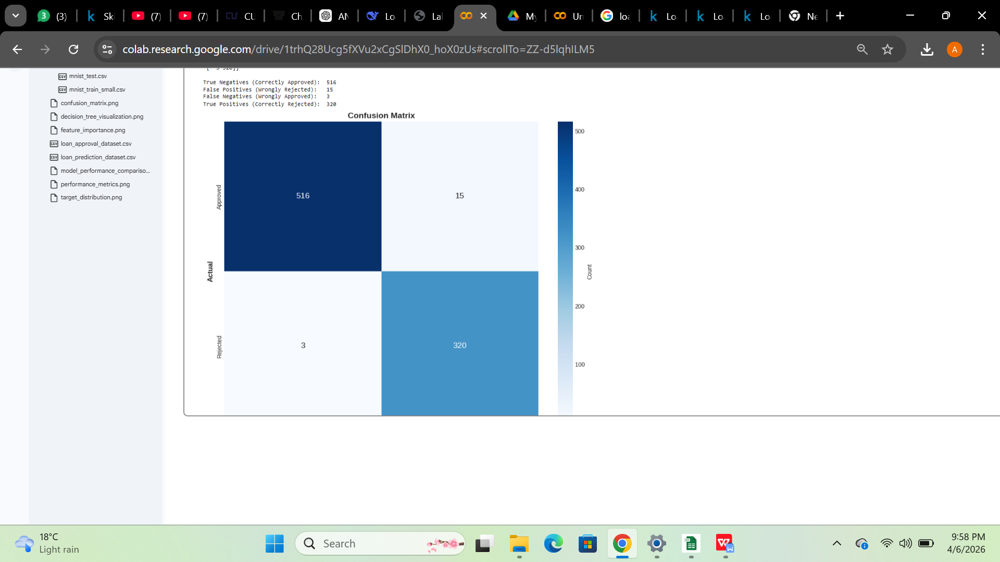 (3)
Sk
(7)
(7)
CU
Ch
AN
Lo
Lal
My
Un
loa
Lo
Lo
Lo
Ne
colab.research.google.com/drive/1trhQ28Ucg5fXVu2xCgSlDhX0_hoX0zUs#scrollTo=ZZ-d5lqhILM5
A
mnist_test.csv
mnist_train_small.csv
confusion_matrix.png
decision_tree_visualization.png
feature_importance.png
loan_approval_dataset.csv
loan_prediction_dataset.csv
model_performance_compariso...
performance_metrics.png
target_distribution.png
True Negatives (Correctly Approved): 516
False Positives (Wrongly Rejected): 15
False Negatives (Wrongly Approved): 3
True Positives (Correctly Rejected): 320
Confusion Matrix
Actual
Approved
Rejected
516
15
3
320
500
400
300
200
100
Count
18°C
Light rain
Search
9:58 PM
4/6/2026